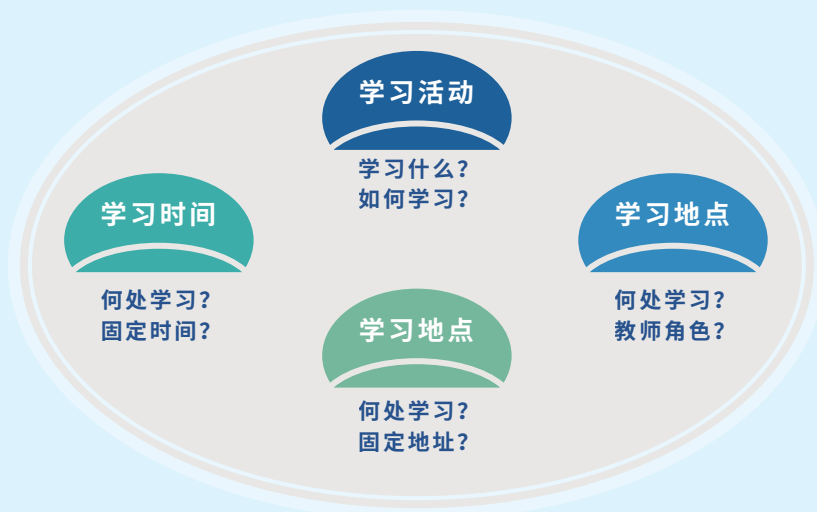 学习活动
学习什么？
如何学习？
学习时间
何处学习？
固定时间？
学习地点
何处学习？
教师角色？
学习地点
何处学习？
固定地址？